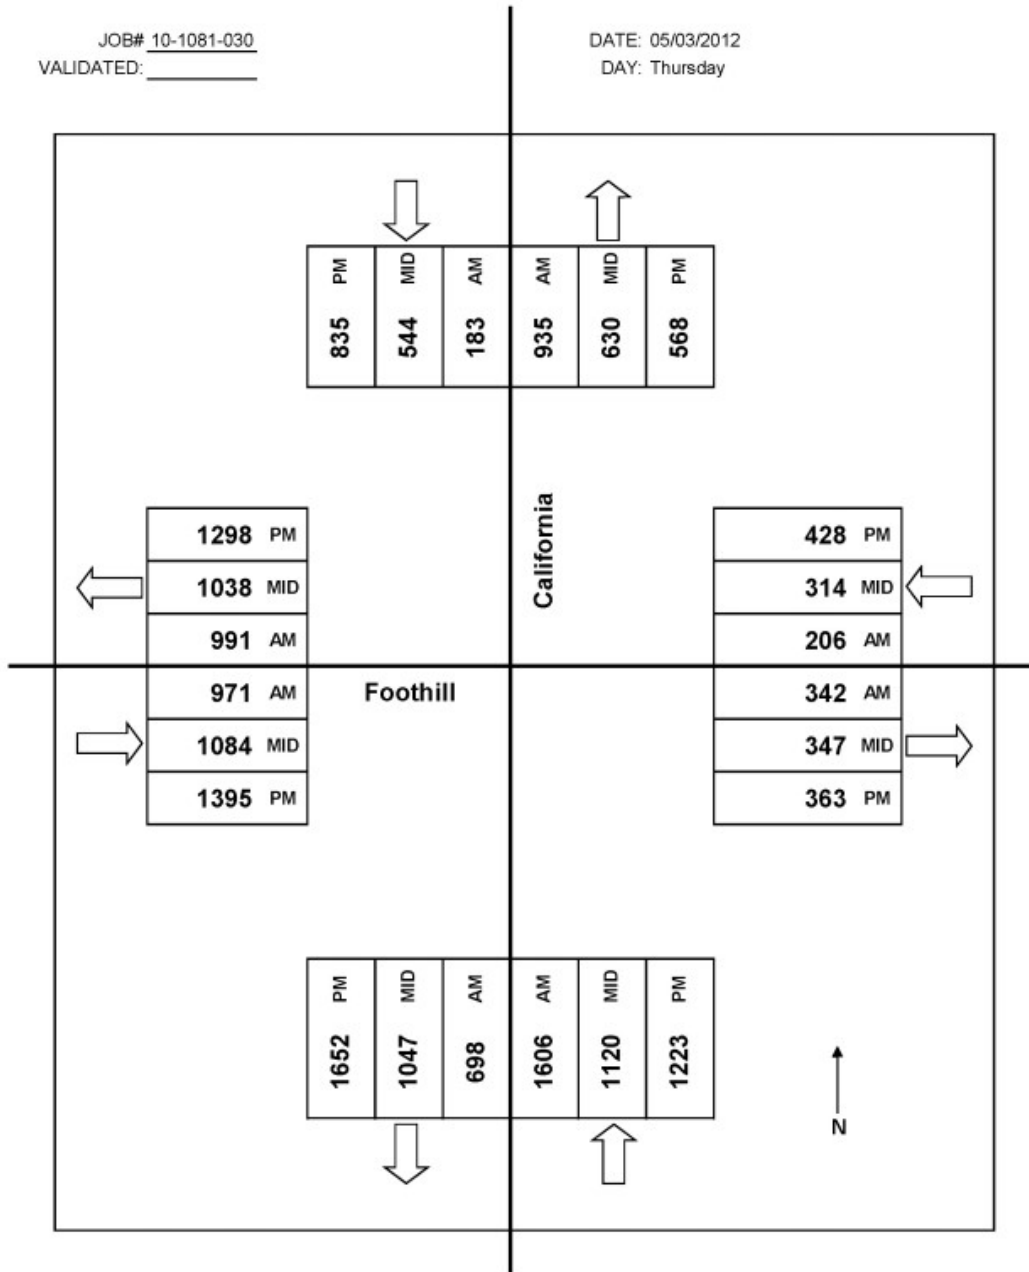 JOB# 10-1081-030
DATE: 05/03/2012
VALIDATED:
DAY: Thursday
PM MID AM AM MID PM
835 544 183 935 630 568
California
1298 PM
428 PM
1038 MID
314 MID
991 AM
206 AM
Foothill
971 AM
342 AM
1084 MID
347 MID
1395 PM
363 PM
PM MID AM AM MID PM
1652 1047 698 1606 1120 1223
N